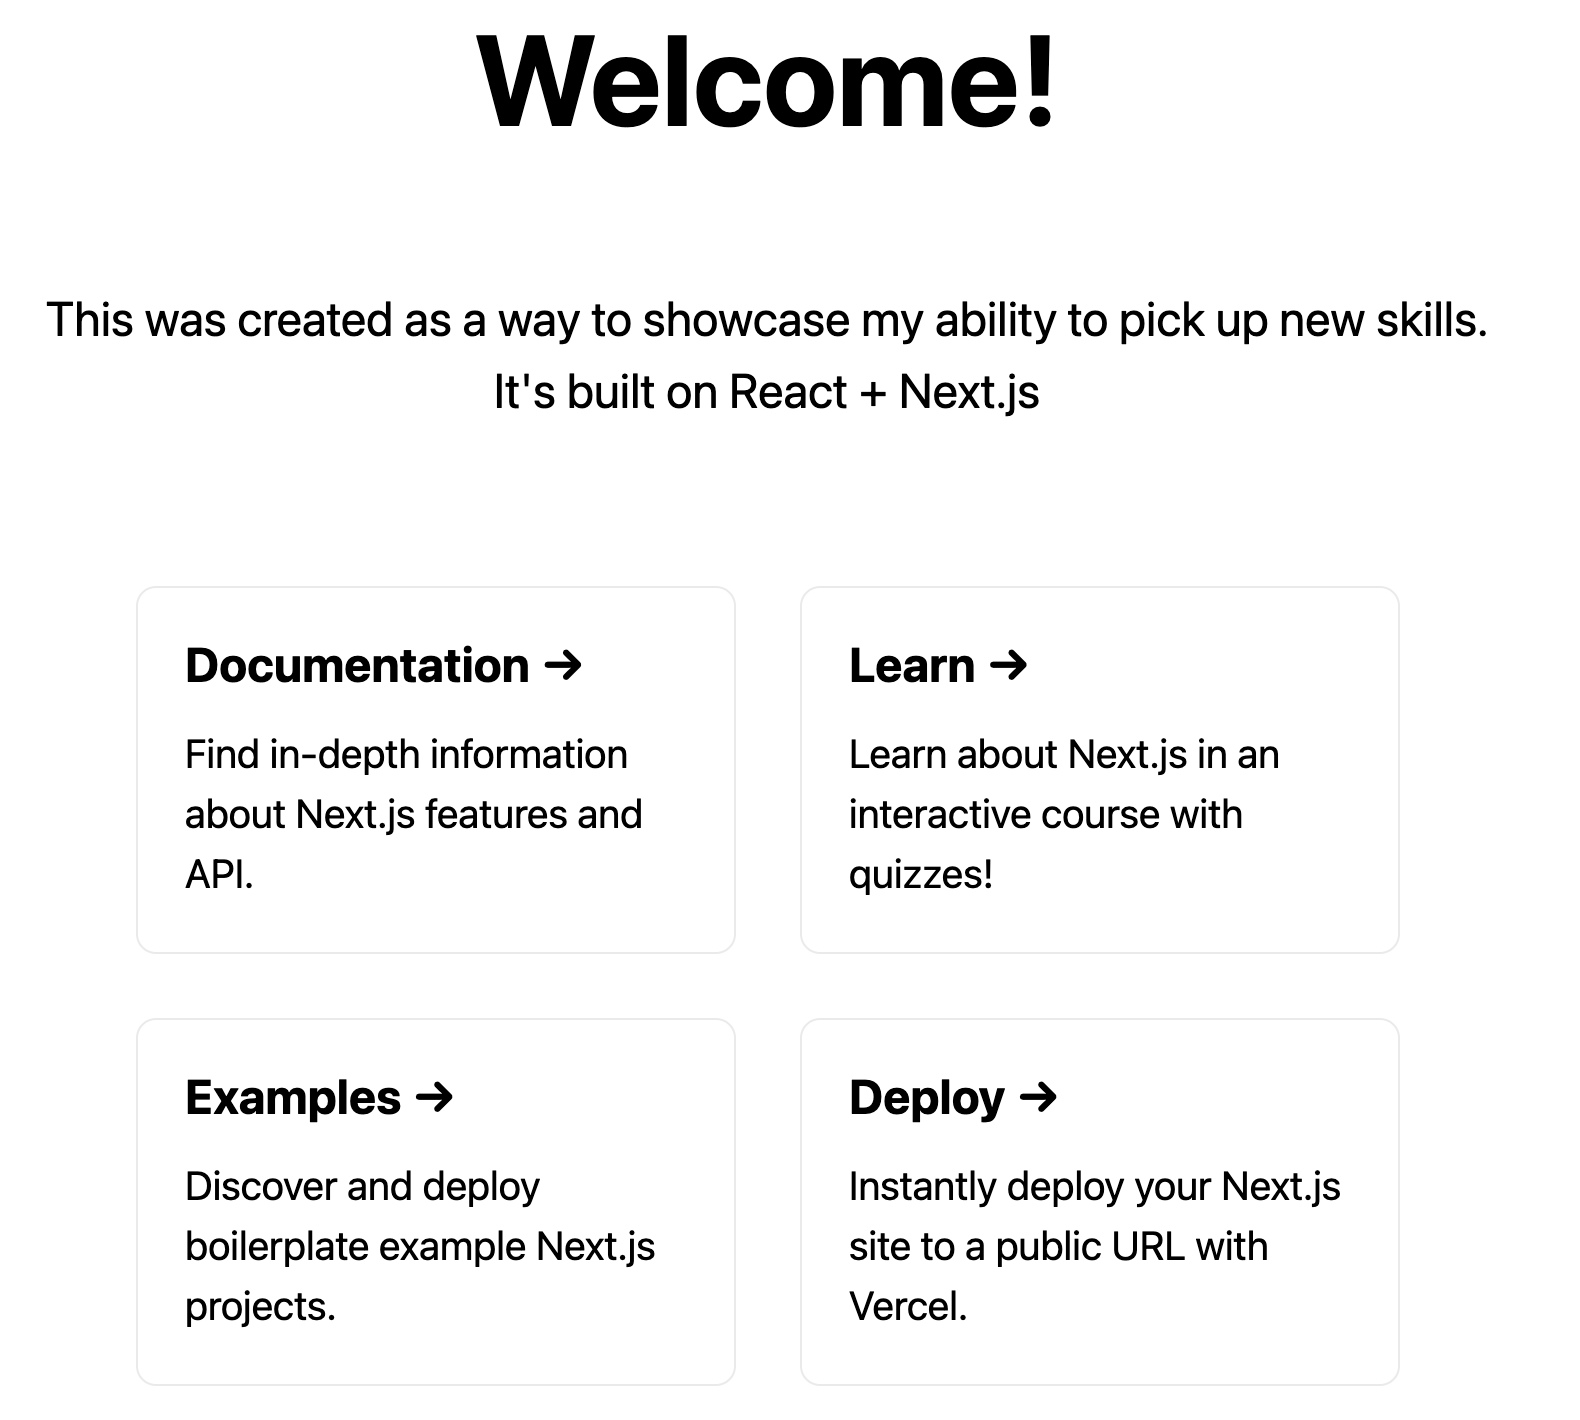 Welcome!
This was created as a way to showcase my ability to pick up new skills.
It's built on React + Next.js
Documentation →
Find in-depth information
about Next.js features and
API.
Learn →
Learn about Next.js in an
interactive course with
quizzes!
Examples →
Discover and deploy
boilerplate example Next.js
projects.
Deploy →
Instantly deploy your Next.js
site to a public URL with
Vercel.